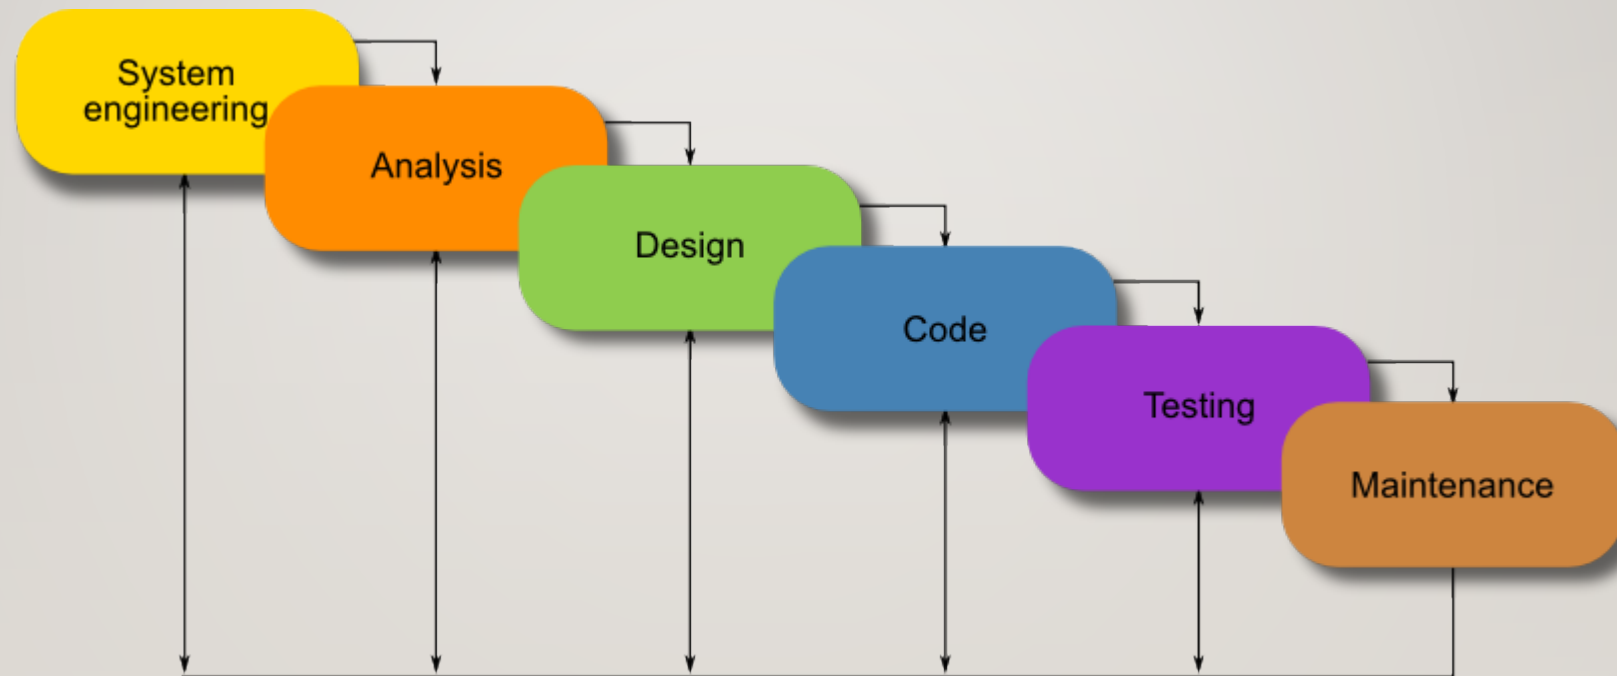 System
engineering
Analysis
Design
Code
Testing
Maintenance